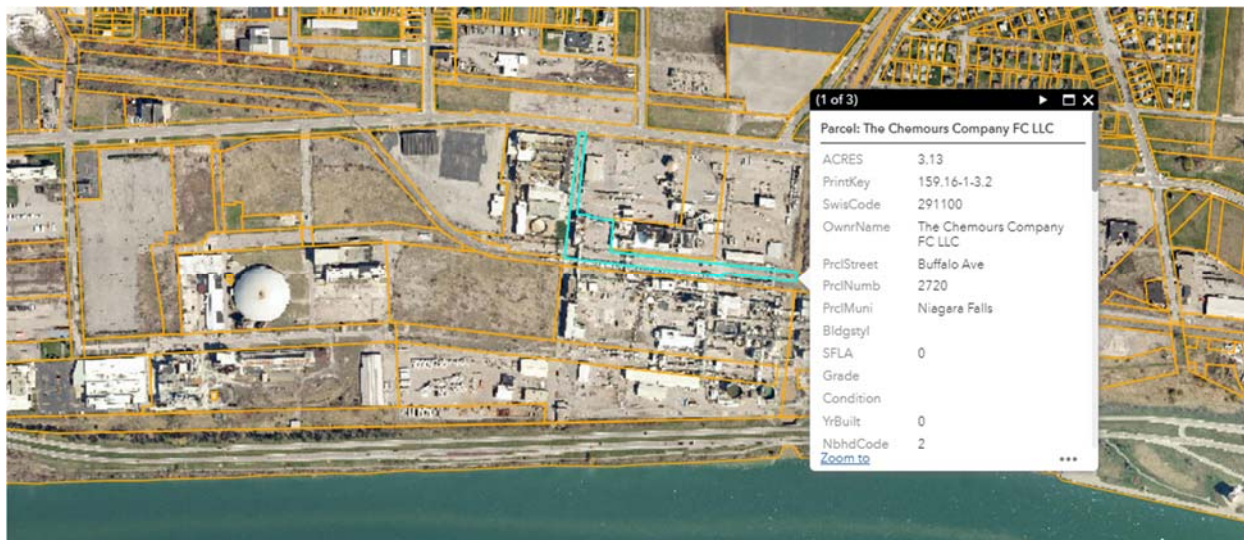 (1 of 3)
Parcel: The Chemours Company FC LLC
ACRES 3.13
PrintKey 159.16-1-3.2
SwisCode 291100
OwnrName The Chemours Company
FC LLC
PrclStreet Buffalo Ave
PrclNumb 2720
PrclMuni Niagara Falls
Bldgstyl
SFLA 0
Grade
Condition
YrBuilt 0
NbhdCode 2
Zoom to